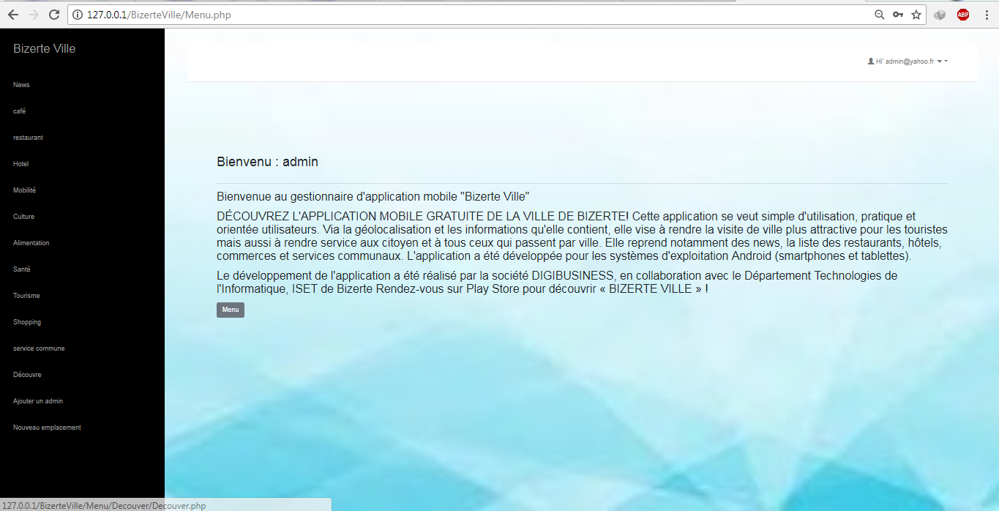 127.0.0.1/BizerteVille/Menu.php
ABP
Bizerte Ville
Hi' admin@yahoo.fr
News
café
restaurant
Hotel
Mobilité
Culture
Alimentation
Santé
Tourisme
Shopping
service commune
Découvre
Ajouter un admin
Nouveau emplacement
Bienvenu : admin
Bienvenue au gestionnaire d'application mobile "Bizerte Ville"
DÉCOUVREZ L'APPLICATION MOBILE GRATUITE DE LA VILLE DE BIZERTE! Cette application se veut simple d'utilisation, pratique et
orientée utilisateurs. Via la géolocalisation et les informations qu'elle contient, elle vise à rendre la visite de ville plus attractive pour les touristes
mais aussi à rendre service aux citoyen et à tous ceux qui passent par ville. Elle reprend notamment des news, la liste des restaurants, hôtels,
commerces et services communaux. L'application a été développée pour les systèmes d'exploitation Android (smartphones et tablettes).
Le développement de l'application a été réalisé par la société DIGIBUSINESS, en collaboration avec le Département Technologies de
l'Informatique, ISET de Bizerte Rendez-vous sur Play Store pour découvrir « BIZERTE VILLE » !
Menu
127.0.0.1/BizerteVille/Menu/Decouver/Decouver.php